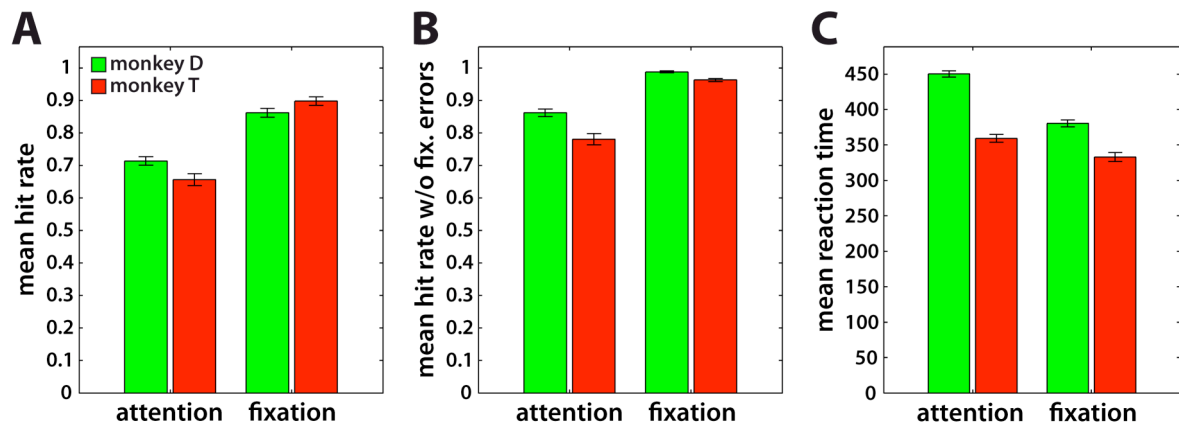 A
mean hit rate
monkey D
monkey T
1
0.9
0.8
0.7
0.6
0.5
0.4
0.3
0.2
0.1
0
attention
fixation
B
mean hit rate w/o fix. errors
1
0.9
0.8
0.7
0.6
0.5
0.4
0.3
0.2
0.1
0
attention
fixation
C
mean reaction time
450
400
350
300
250
200
150
100
50
0
attention
fixation